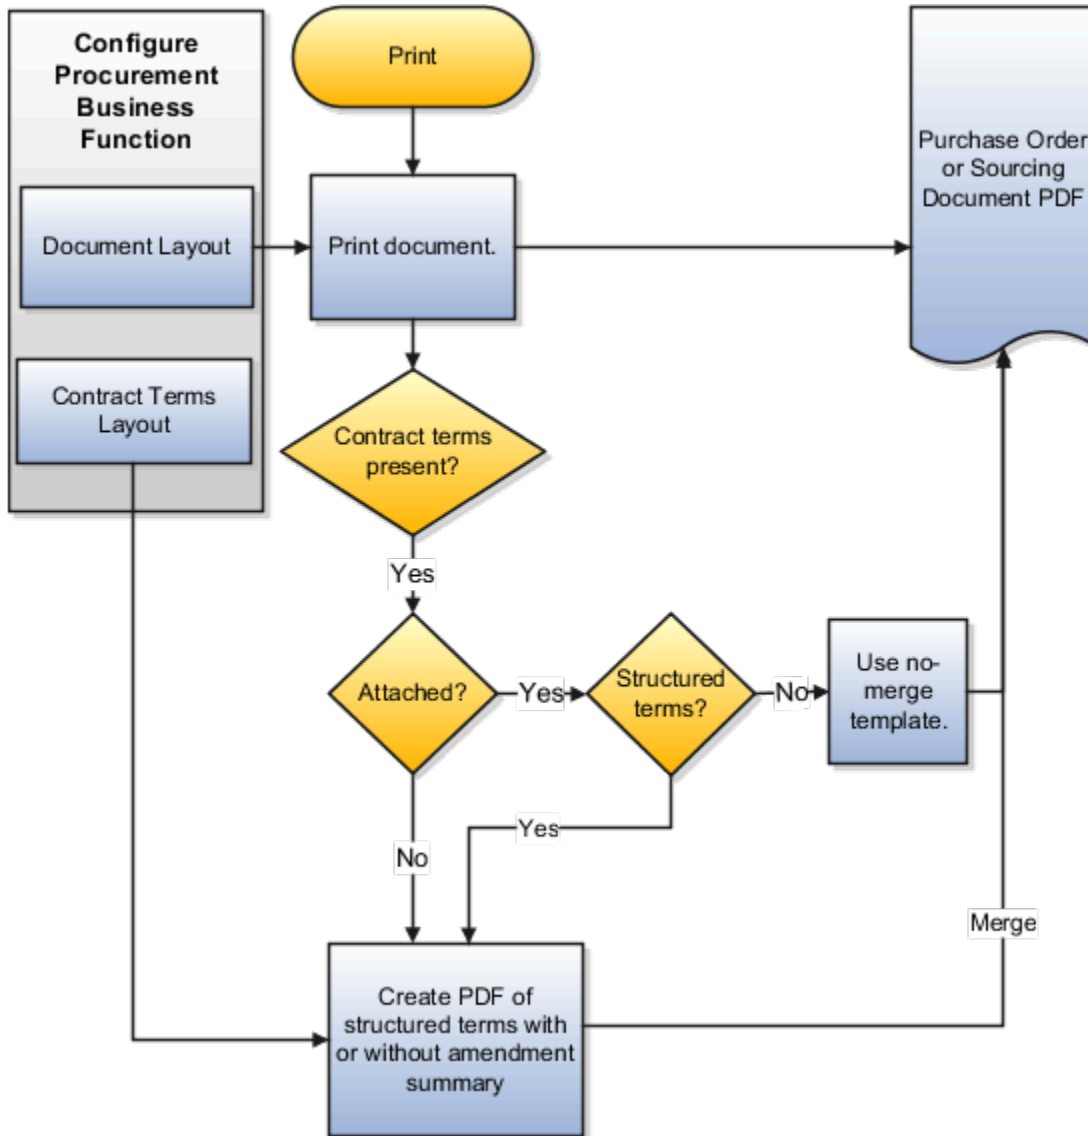 Configure
Procurement
Business
Function
Print
Purchase Order
or Sourcing
Document PDF
Document Layout
Print document.
Contract Terms
Layout
Contract terms
present?
Yes
Attached?
Yes
Structured
terms?
No
Use no-
merge
template.
Yes
No
Merge
Create PDF of
structured terms with
or without amendment
summary